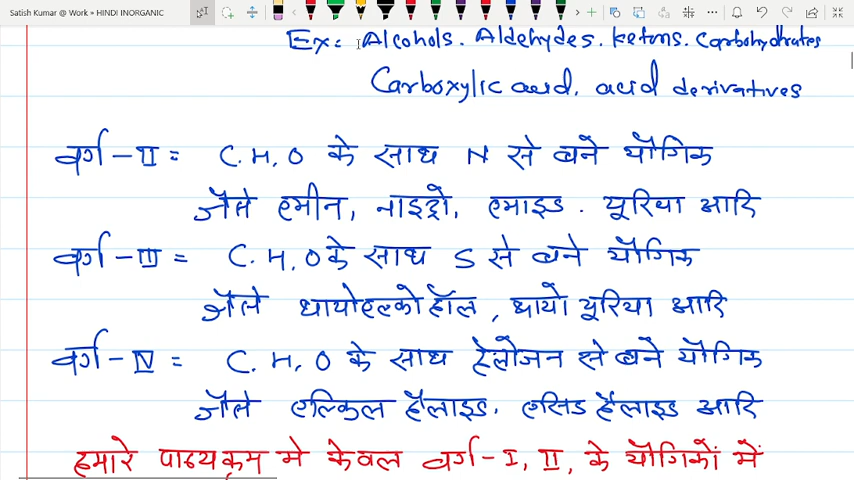 Satish Kumar @ Work » HINDI INORGANIC
Ex= Alcohols. Aldehydes. ketons. Carbohydrates
Carboxylic acid. acid derivatives
वर्ग - II = C. H, O के साथ N से बने यौगिक
जैसे एमीन, नाइट्रो, एमाइड. यूरिया आदि
वर्ग - III = C. H, O के साथ S से बने यौगिक
जैसे थायोएल्कोहॉल, थायो यूरिया आदि
वर्ग - IV = C. H, O के साथ हेलोजन से बने यौगिक
जैसे एल्किल हैलाइड. एसिड हैलाइड आदि
हमारे पाठ्यक्रम मे केवल वर्ग - I, II, के यौगिकों में